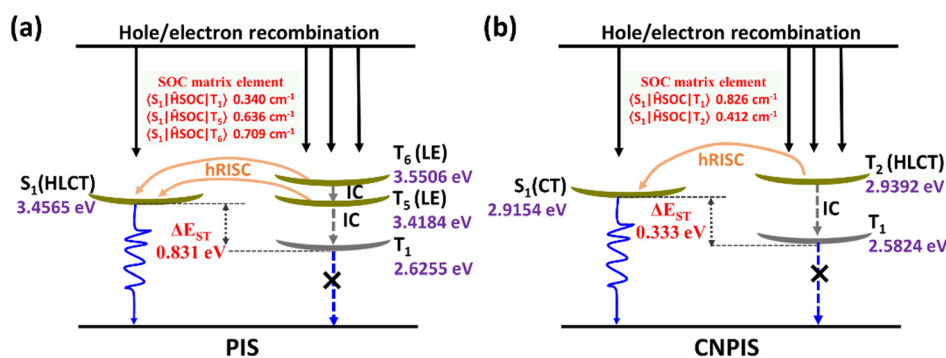 (a)
Hole/electron recombination
SOC matrix element
⟨S₁|ĤSOC|T₁⟩ 0.340 cm⁻¹
⟨S₁|ĤSOC|T₅⟩ 0.636 cm⁻¹
⟨S₁|ĤSOC|T₆⟩ 0.709 cm⁻¹
T₆ (LE)
3.5506 eV
hRISC
IC
S₁(HLCT)
3.4565 eV
T₅ (LE)
3.4184 eV
IC
ΔE_ST
0.831 eV
T₁
2.6255 eV
PIS
(b)
Hole/electron recombination
SOC matrix element
⟨S₁|ĤSOC|T₁⟩ 0.826 cm⁻¹
⟨S₁|ĤSOC|T₂⟩ 0.412 cm⁻¹
hRISC
T₂ (HLCT)
2.9392 eV
S₁(CT)
2.9154 eV
IC
ΔE_ST
0.333 eV
T₁
2.5824 eV
CNPIS